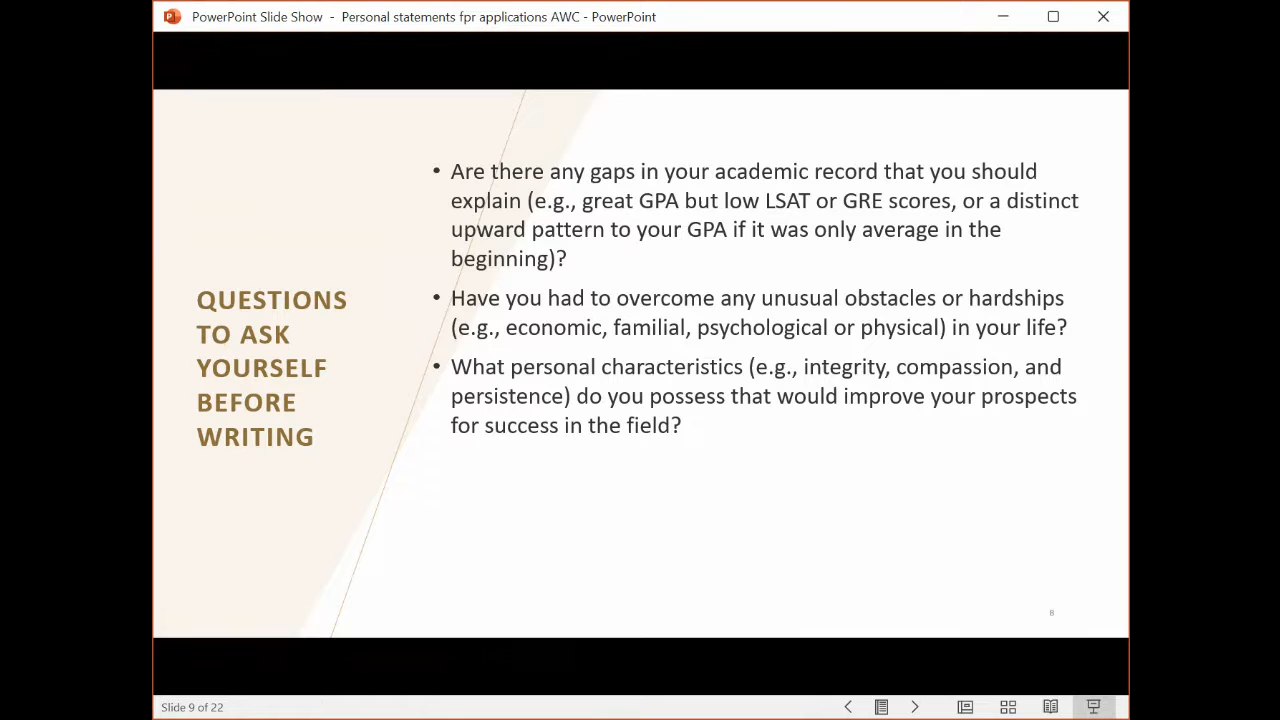 PowerPoint Slide Show - Personal statements fpr applications AWC - PowerPoint
QUESTIONS
TO ASK
YOURSELF
BEFORE
WRITING
• Are there any gaps in your academic record that you should
explain (e.g., great GPA but low LSAT or GRE scores, or a distinct
upward pattern to your GPA if it was only average in the
beginning)?
• Have you had to overcome any unusual obstacles or hardships
(e.g., economic, familial, psychological or physical) in your life?
• What personal characteristics (e.g., integrity, compassion, and
persistence) do you possess that would improve your prospects
for success in the field?
8
Slide 9 of 22